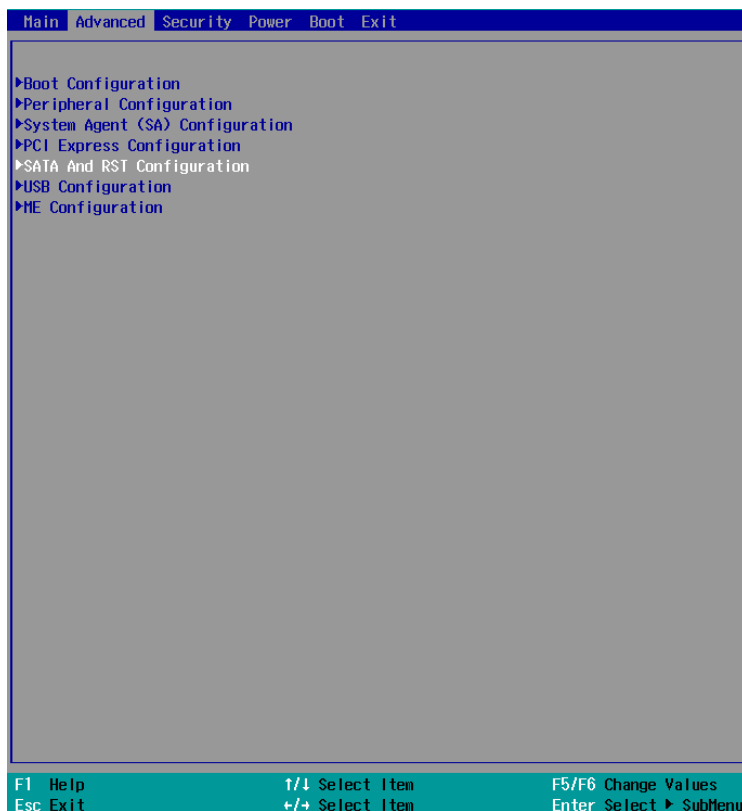 Main Advanced Security Power Boot Exit
▶Boot Configuration
▶Peripheral Configuration
▶System Agent (SA) Configuration
▶PCI Express Configuration
▶SATA And RST Configuration
▶USB Configuration
▶ME Configuration
F1 Help ↑/↓ Select Item F5/F6 Change Values
Esc Exit ←/→ Select Item Enter Select ▶ SubMenu